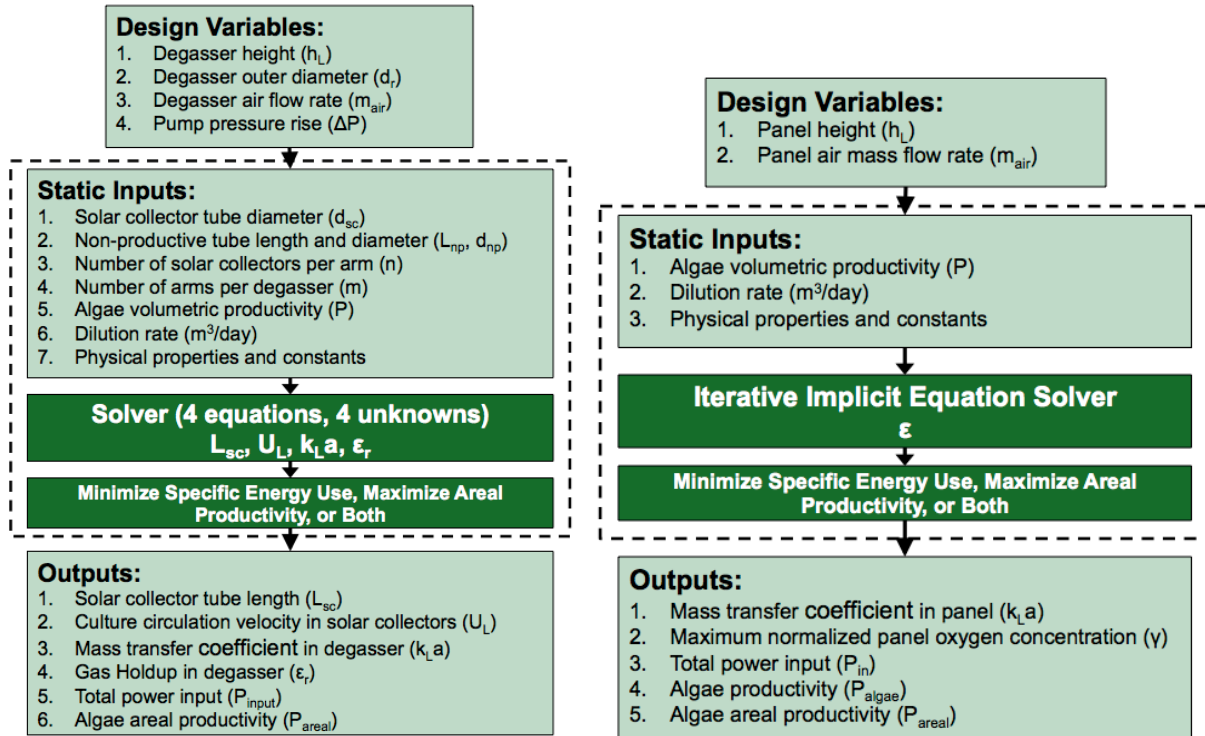 Design Variables:
1. Degasser height (hL)
2. Degasser outer diameter (dr)
3. Degasser air flow rate (mair)
4. Pump pressure rise (ΔP)
Static Inputs:
1. Solar collector tube diameter (dsc)
2. Non-productive tube length and diameter (Lnp, dnp)
3. Number of solar collectors per arm (n)
4. Number of arms per degasser (m)
5. Algae volumetric productivity (P)
6. Dilution rate (m³/day)
7. Physical properties and constants
Solver (4 equations, 4 unknowns)
Lsc, UL, kLa, εr
Minimize Specific Energy Use, Maximize Areal
Productivity, or Both
Outputs:
1. Solar collector tube length (Lsc)
2. Culture circulation velocity in solar collectors (UL)
3. Mass transfer coefficient in degasser (kLa)
4. Gas Holdup in degasser (εr)
5. Total power input (Pinput)
6. Algae areal productivity (Pareal)
Design Variables:
1. Panel height (hL)
2. Panel air mass flow rate (mair)
Static Inputs:
1. Algae volumetric productivity (P)
2. Dilution rate (m³/day)
3. Physical properties and constants
Iterative Implicit Equation Solver
ε
Minimize Specific Energy Use, Maximize Areal
Productivity, or Both
Outputs:
1. Mass transfer coefficient in panel (kLa)
2. Maximum normalized panel oxygen concentration (γ)
3. Total power input (Pin)
4. Algae productivity (Palgae)
5. Algae areal productivity (Pareal)